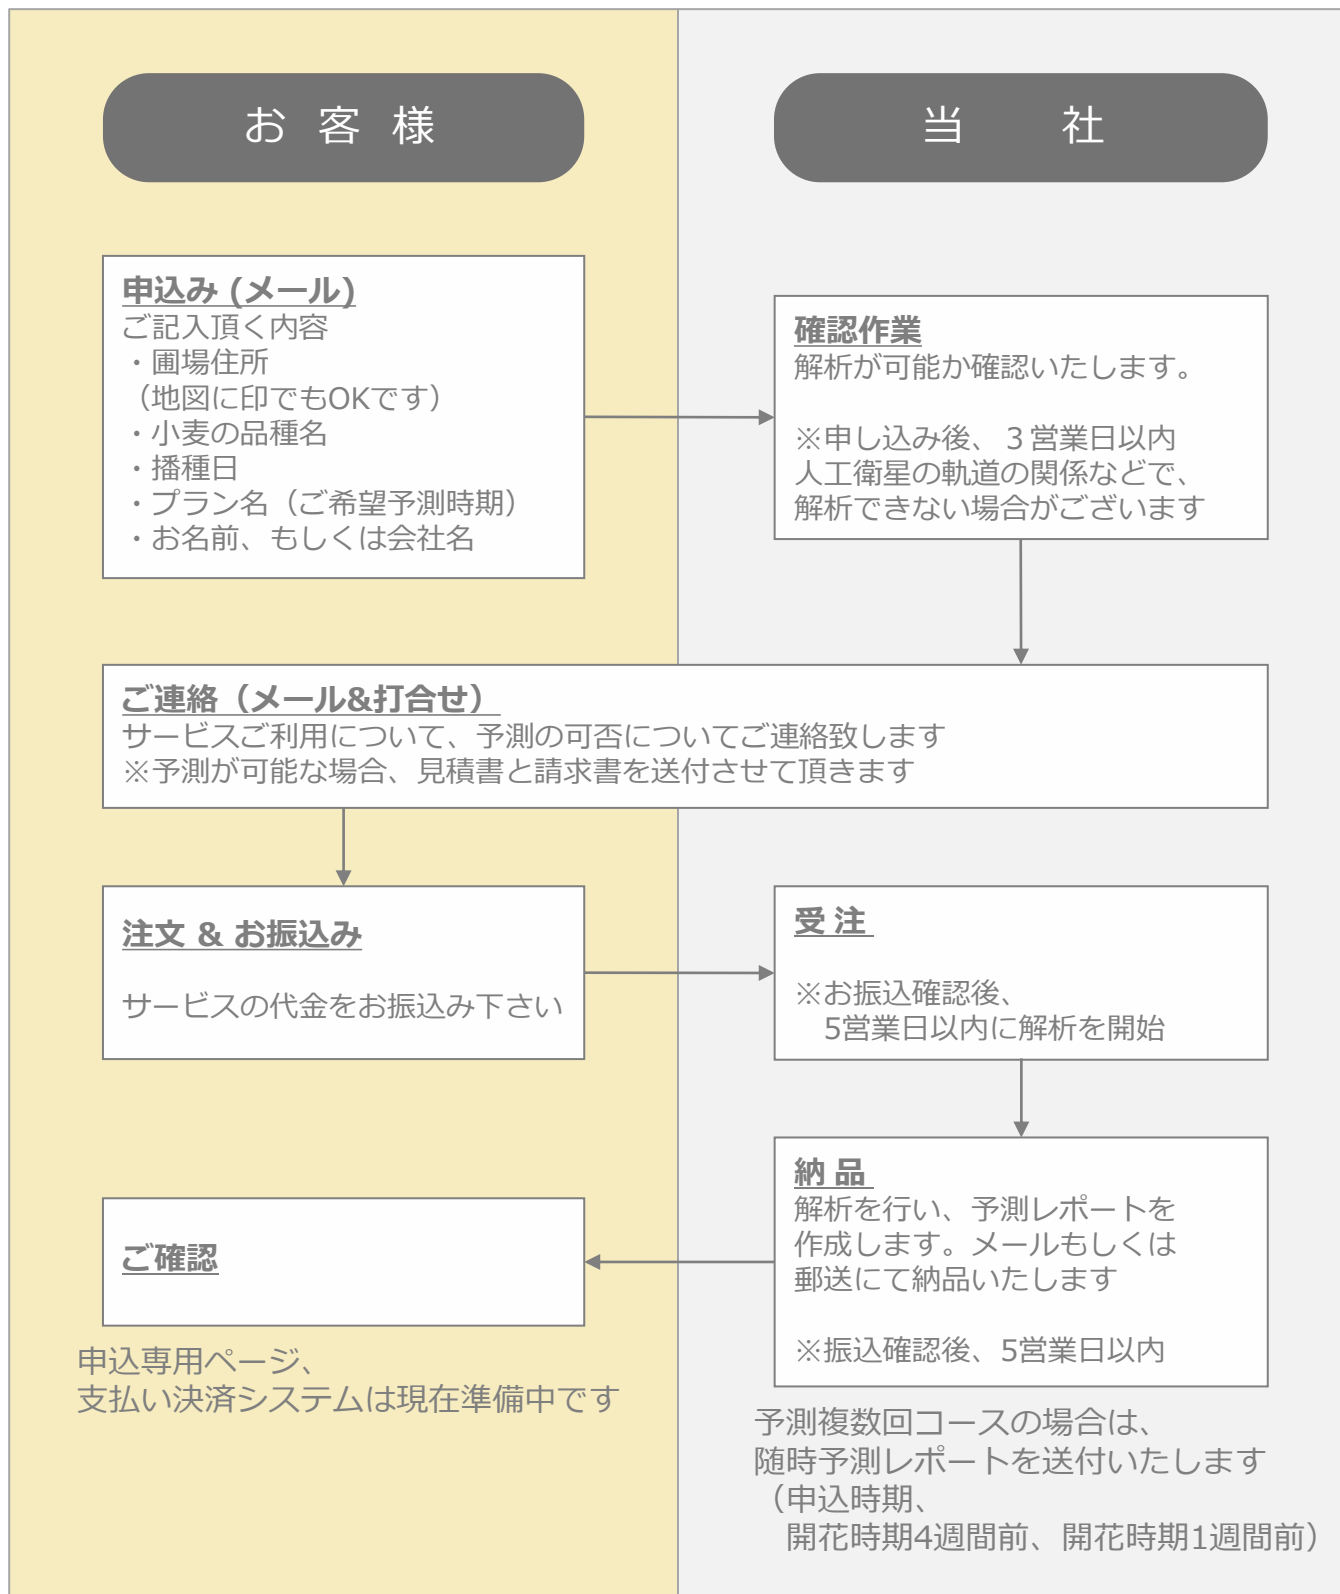 お 客 様
当 社
申込み (メール)
ご記入頂く内容
・圃場住所
（地図に印でもOKです）
・小麦の品種名
・播種日
・プラン名（ご希望予測時期）
・お名前、もしくは会社名
確認作業
解析が可能か確認いたします。
※申し込み後、３営業日以内
人工衛星の軌道の関係などで、
解析できない場合がございます
ご連絡（メール&打合せ）
サービスご利用について、予測の可否についてご連絡致します
※予測が可能な場合、見積書と請求書を送付させて頂きます
注文 & お振込み
サービスの代金をお振込み下さい
受 注
※お振込確認後、
5営業日以内に解析を開始
納 品
解析を行い、予測レポートを
作成します。メールもしくは
郵送にて納品いたします
※振込確認後、5営業日以内
ご確認
申込専用ページ、
支払い決済システムは現在準備中です
予測複数回コースの場合は、
随時予測レポートを送付いたします
（申込時期、
開花時期4週間前、開花時期1週間前）